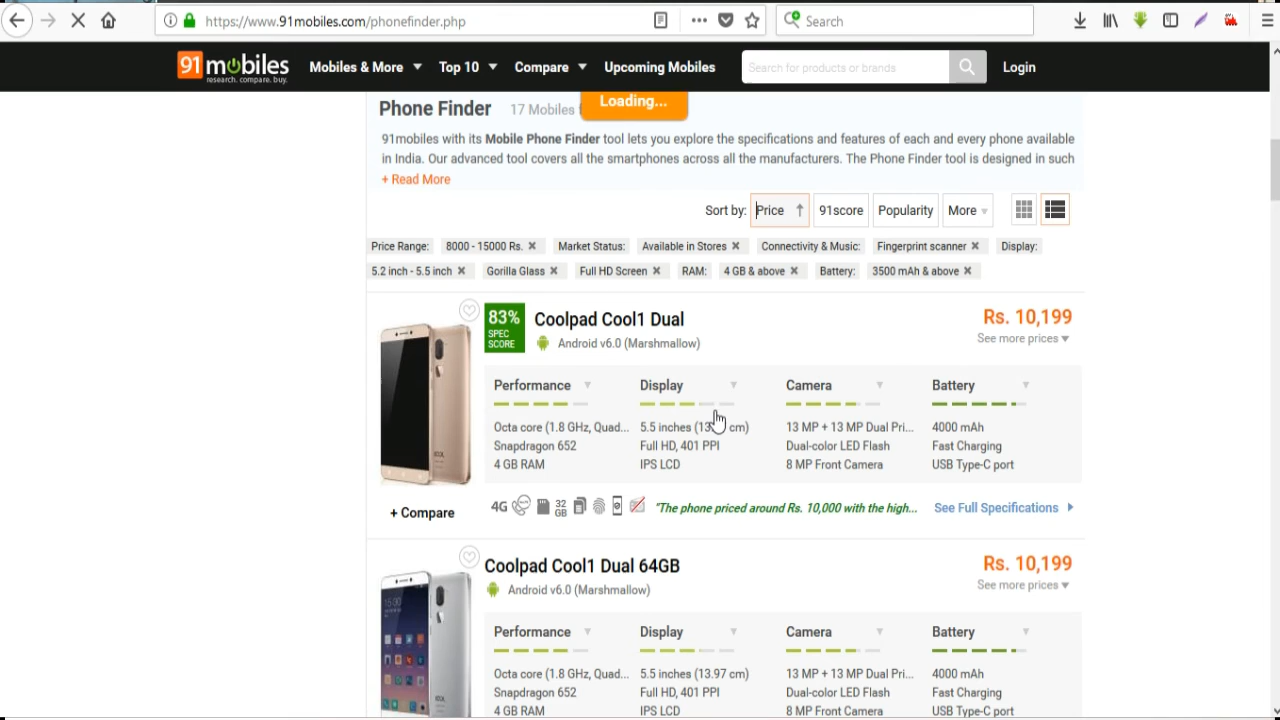 https://www.91mobiles.com/phonefinder.php
Search
91mobiles
research. compare. buy.
Mobiles & More
Top 10
Compare
Upcoming Mobiles
Search for products or brands
Login
Phone Finder 17 Mobiles
Loading...
91mobiles with its Mobile Phone Finder tool lets you explore the specifications and features of each and every phone available
in India. Our advanced tool covers all the smartphones across all the manufacturers. The Phone Finder tool is designed in such
+ Read More
Sort by: Price ↑ 91score Popularity More
Price Range: 8000 - 15000 Rs. × Market Status: Available in Stores × Connectivity & Music: Fingerprint scanner × Display:
5.2 inch - 5.5 inch × Gorilla Glass × Full HD Screen × RAM: 4 GB & above × Battery: 3500 mAh & above ×
83%
SPEC
SCORE
Coolpad Cool1 Dual
Android v6.0 (Marshmallow)
Rs. 10,199
See more prices
Performance Display Camera Battery
Octa core (1.8 GHz, Quad... 5.5 inches cm) 13 MP + 13 MP Dual Pri... 4000 mAh
Snapdragon 652 Full HD, 401 PPI Dual-color LED Flash Fast Charging
4 GB RAM IPS LCD 8 MP Front Camera USB Type-C port
+ Compare
4G 32 GB "The phone priced around Rs. 10,000 with the high... See Full Specifications
Coolpad Cool1 Dual 64GB
Android v6.0 (Marshmallow)
Rs. 10,199
See more prices
Performance Display Camera Battery
Octa core (1.8 GHz, Quad... 5.5 inches (13.97 cm) 13 MP + 13 MP Dual Pri... 4000 mAh
Snapdragon 652 Full HD, 401 PPI Dual-color LED Flash Fast Charging
4 GB RAM IPS LCD 8 MP Front Camera USB Type-C port